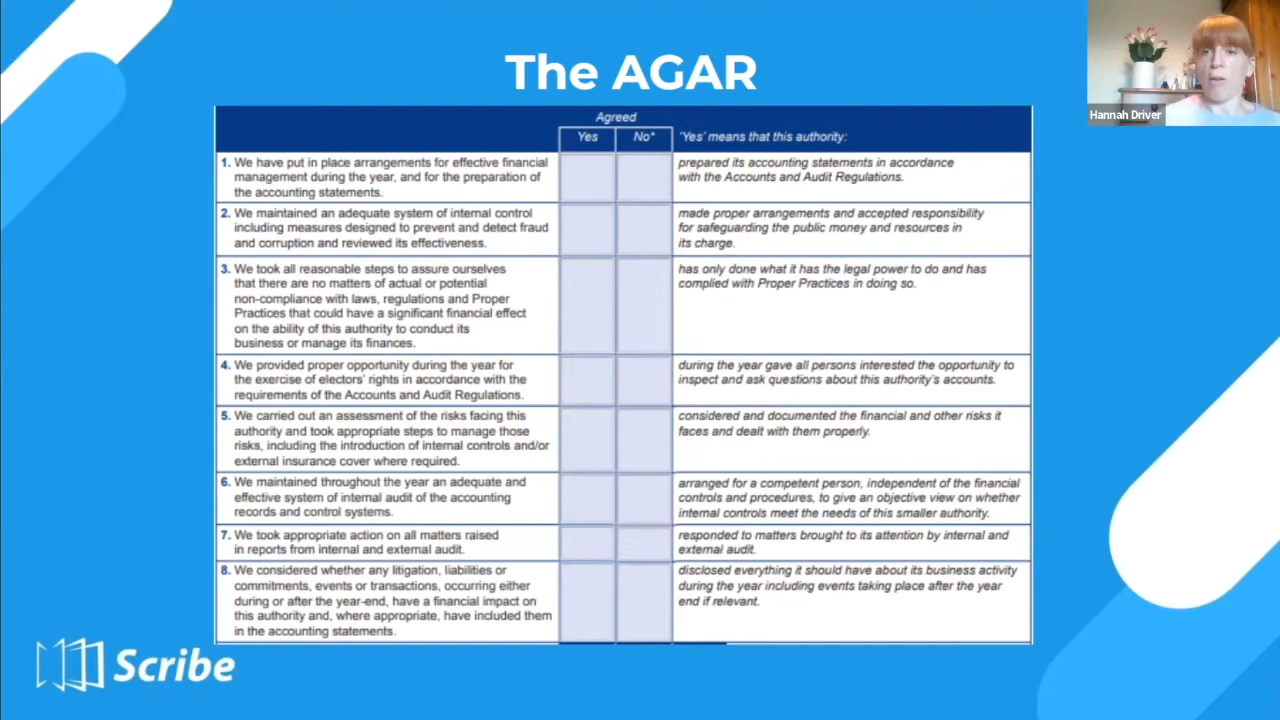 The AGAR
Hannah Driver
Agreed
Yes No* 'Yes' means that this authority:
1. We have put in place arrangements for effective financial
management during the year, and for the preparation of
the accounting statements.
prepared its accounting statements in accordance
with the Accounts and Audit Regulations.
2. We maintained an adequate system of internal control
including measures designed to prevent and detect fraud
and corruption and reviewed its effectiveness.
made proper arrangements and accepted responsibility
for safeguarding the public money and resources in
its charge.
3. We took all reasonable steps to assure ourselves
that there are no matters of actual or potential
non-compliance with laws, regulations and Proper
Practices that could have a significant financial effect
on the ability of this authority to conduct its
business or manage its finances.
has only done what it has the legal power to do and has
complied with Proper Practices in doing so.
4. We provided proper opportunity during the year for
the exercise of electors' rights in accordance with the
requirements of the Accounts and Audit Regulations.
during the year gave all persons interested the opportunity to
inspect and ask questions about this authority's accounts.
5. We carried out an assessment of the risks facing this
authority and took appropriate steps to manage those
risks, including the introduction of internal controls and/or
external insurance cover where required.
considered and documented the financial and other risks it
faces and dealt with them properly.
6. We maintained throughout the year an adequate and
effective system of internal audit of the accounting
records and control systems.
arranged for a competent person, independent of the financial
controls and procedures, to give an objective view on whether
internal controls meet the needs of this smaller authority.
7. We took appropriate action on all matters raised
in reports from internal and external audit.
responded to matters brought to its attention by internal and
external audit.
8. We considered whether any litigation, liabilities or
commitments, events or transactions, occurring either
during or after the year-end, have a financial impact on
this authority and, where appropriate, have included them
in the accounting statements.
disclosed everything it should have about its business activity
during the year including events taking place after the year
end if relevant.
Scribe